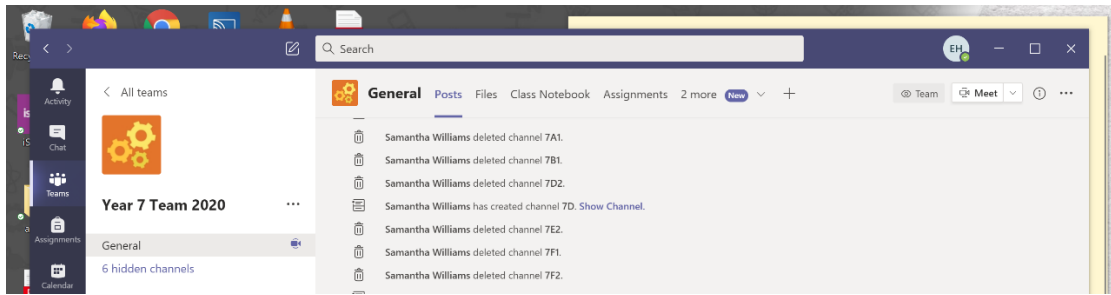 Search
EH
Recy
Activity
Chat
Teams
Assignments
Calendar
All teams
Year 7 Team 2020
General
6 hidden channels
General Posts Files Class Notebook Assignments 2 more New
Team Meet
Samantha Williams deleted channel 7A1.
Samantha Williams deleted channel 7B1.
Samantha Williams deleted channel 7D2.
Samantha Williams has created channel 7D. Show Channel.
Samantha Williams deleted channel 7E2.
Samantha Williams deleted channel 7F1.
Samantha Williams deleted channel 7F2.